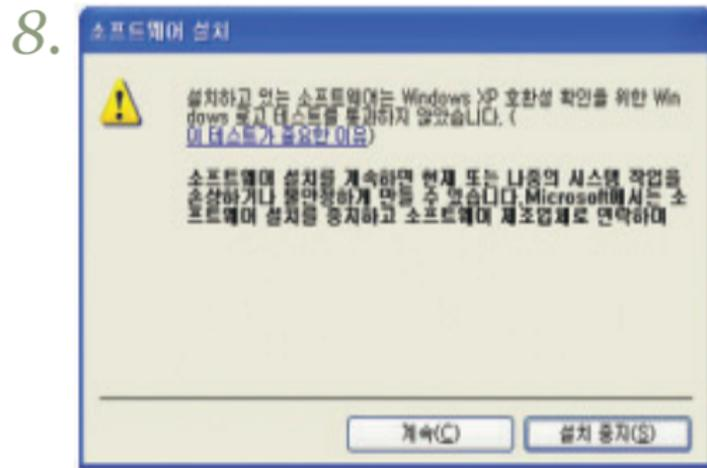 8.
소프트웨어 설치
설치하고 있는 소프트웨어는 Windows XP 호환성 확인을 위한 Win
dows 로고 테스트를 통과하지 않았습니다. (
이 테스트가 중요한 이유)
소프트웨어 설치를 계속하면 현재 또는 나중의 시스템 작업을
손상하거나 불안정하게 만들 수 있습니다. Microsoft에서는 소
프트웨어 설치를 중지하고 소프트웨어 제조업체로 연락하여
계속(C)
설치 중지(S)